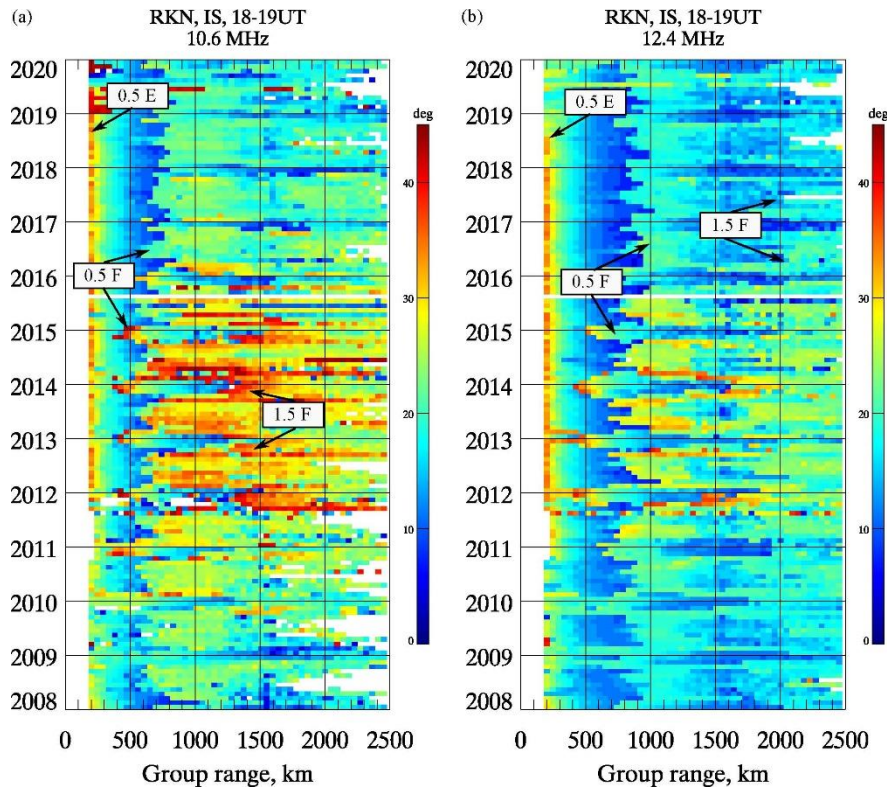 (a)
RKN, IS, 18-19UT
10.6 MHz
2020
2019
2018
2017
2016
2015
2014
2013
2012
2011
2010
2009
2008
0.5 E
0.5 F
1.5 F
deg
40
30
20
10
0
0 500 1000 1500 2000 2500
Group range, km
(b)
RKN, IS, 18-19UT
12.4 MHz
2020
2019
2018
2017
2016
2015
2014
2013
2012
2011
2010
2009
2008
0.5 E
1.5 F
0.5 F
deg
40
30
20
10
0
0 500 1000 1500 2000 2500
Group range, km